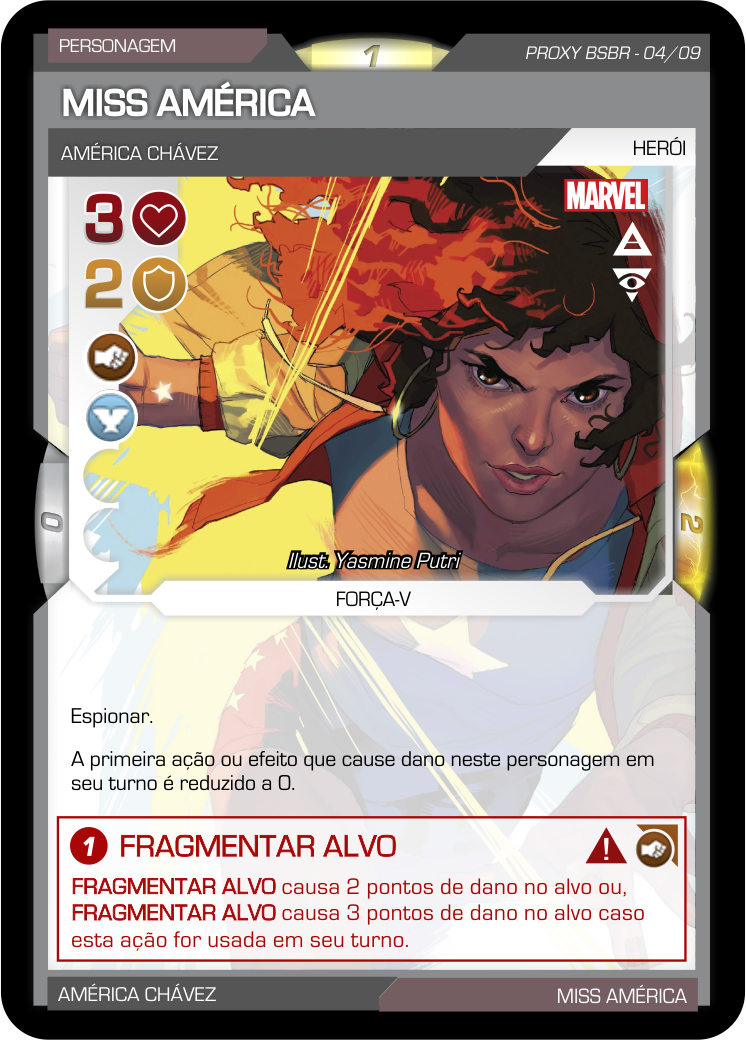 PERSONAGEM
1
PROXY BSBR - 04/09
MISS AMÉRICA
AMÉRICA CHÁVEZ
HERÓI
MARVEL
3
2
0
2
Ilust. Yasmine Putri
FORÇA-V
Espionar.
A primeira ação ou efeito que cause dano neste personagem em
seu turno é reduzido a 0.
1 FRAGMENTAR ALVO !
FRAGMENTAR ALVO causa 2 pontos de dano no alvo ou,
FRAGMENTAR ALVO causa 3 pontos de dano no alvo caso
esta ação for usada em seu turno.
AMÉRICA CHÁVEZ
MISS AMÉRICA